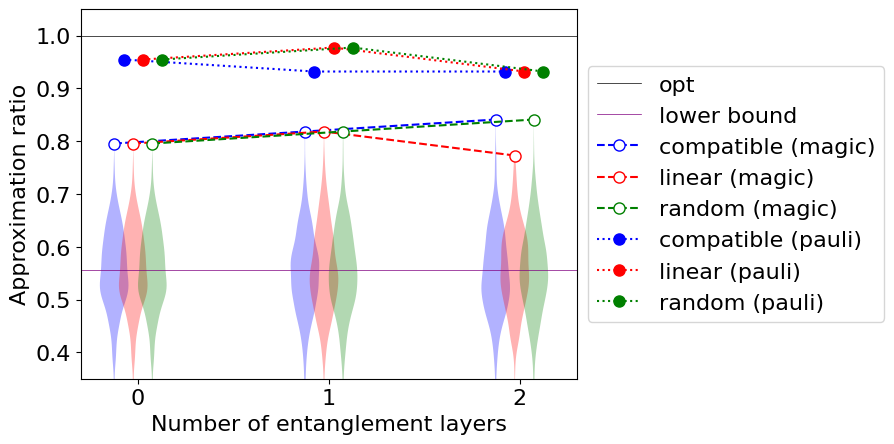 1.0
0.9
0.8
0.7
0.6
0.5
0.4
Approximation ratio
0 1 2
Number of entanglement layers
opt
lower bound
compatible (magic)
linear (magic)
random (magic)
compatible (pauli)
linear (pauli)
random (pauli)